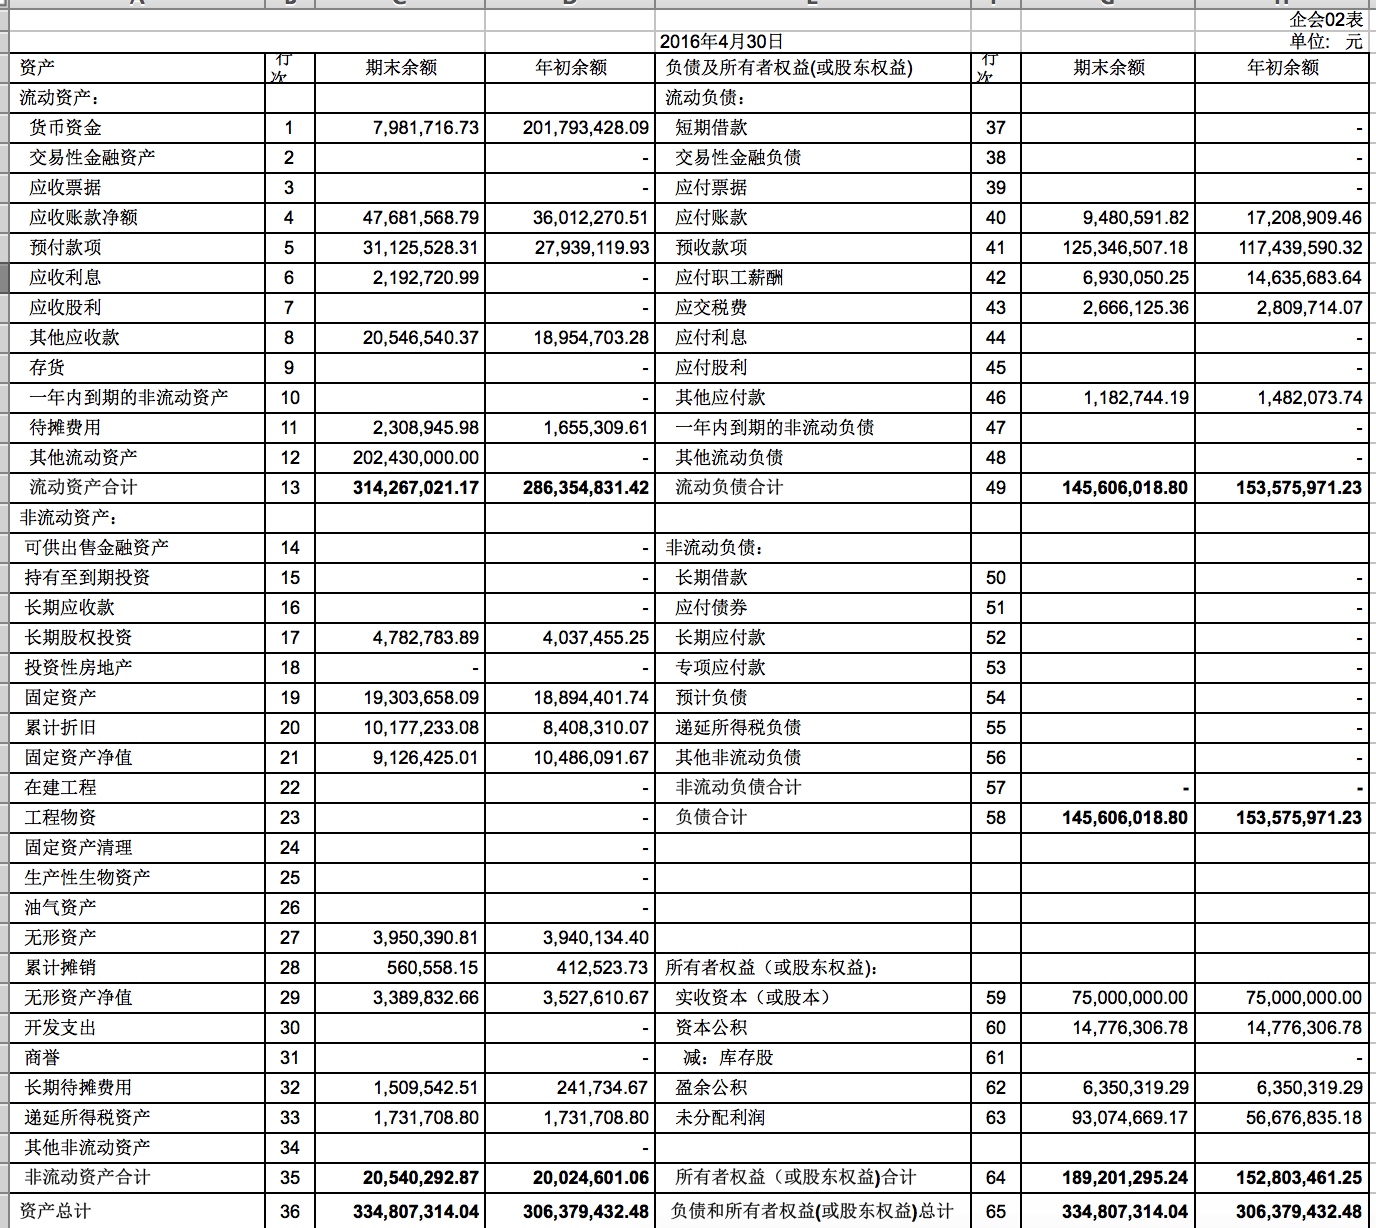 企会02表
2016年4月30日 单位: 元
资产 行次 期末余额 年初余额 负债及所有者权益(或股东权益) 行次 期末余额 年初余额
流动资产: 流动负债:
货币资金 1 7,981,716.73 201,793,428.09 短期借款 37 -
交易性金融资产 2 - 交易性金融负债 38 -
应收票据 3 - 应付票据 39 -
应收账款净额 4 47,681,568.79 36,012,270.51 应付账款 40 9,480,591.82 17,208,909.46
预付款项 5 31,125,528.31 27,939,119.93 预收款项 41 125,346,507.18 117,439,590.32
应收利息 6 2,192,720.99 - 应付职工薪酬 42 6,930,050.25 14,635,683.64
应收股利 7 - 应交税费 43 2,666,125.36 2,809,714.07
其他应收款 8 20,546,540.37 18,954,703.28 应付利息 44 -
存货 9 - 应付股利 45 -
一年内到期的非流动资产 10 - 其他应付款 46 1,182,744.19 1,482,073.74
待摊费用 11 2,308,945.98 1,655,309.61 一年内到期的非流动负债 47 -
其他流动资产 12 202,430,000.00 - 其他流动负债 48 -
流动资产合计 13 314,267,021.17 286,354,831.42 流动负债合计 49 145,606,018.80 153,575,971.23
非流动资产:
可供出售金融资产 14 - 非流动负债:
持有至到期投资 15 - 长期借款 50 -
长期应收款 16 - 应付债券 51 -
长期股权投资 17 4,782,783.89 4,037,455.25 长期应付款 52 -
投资性房地产 18 - - 专项应付款 53 -
固定资产 19 19,303,658.09 18,894,401.74 预计负债 54 -
累计折旧 20 10,177,233.08 8,408,310.07 递延所得税负债 55 -
固定资产净值 21 9,126,425.01 10,486,091.67 其他非流动负债 56 -
在建工程 22 - 非流动负债合计 57 - -
工程物资 23 - 负债合计 58 145,606,018.80 153,575,971.23
固定资产清理 24 -
生产性生物资产 25 -
油气资产 26 -
无形资产 27 3,950,390.81 3,940,134.40
累计摊销 28 560,558.15 412,523.73 所有者权益（或股东权益):
无形资产净值 29 3,389,832.66 3,527,610.67 实收资本（或股本） 59 75,000,000.00 75,000,000.00
开发支出 30 - 资本公积 60 14,776,306.78 14,776,306.78
商誉 31 - 减: 库存股 61 -
长期待摊费用 32 1,509,542.51 241,734.67 盈余公积 62 6,350,319.29 6,350,319.29
递延所得税资产 33 1,731,708.80 1,731,708.80 未分配利润 63 93,074,669.17 56,676,835.18
其他非流动资产 34 -
非流动资产合计 35 20,540,292.87 20,024,601.06 所有者权益（或股东权益)合计 64 189,201,295.24 152,803,461.25
资产总计 36 334,807,314.04 306,379,432.48 负债和所有者权益(或股东权益)总计 65 334,807,314.04 306,379,432.48